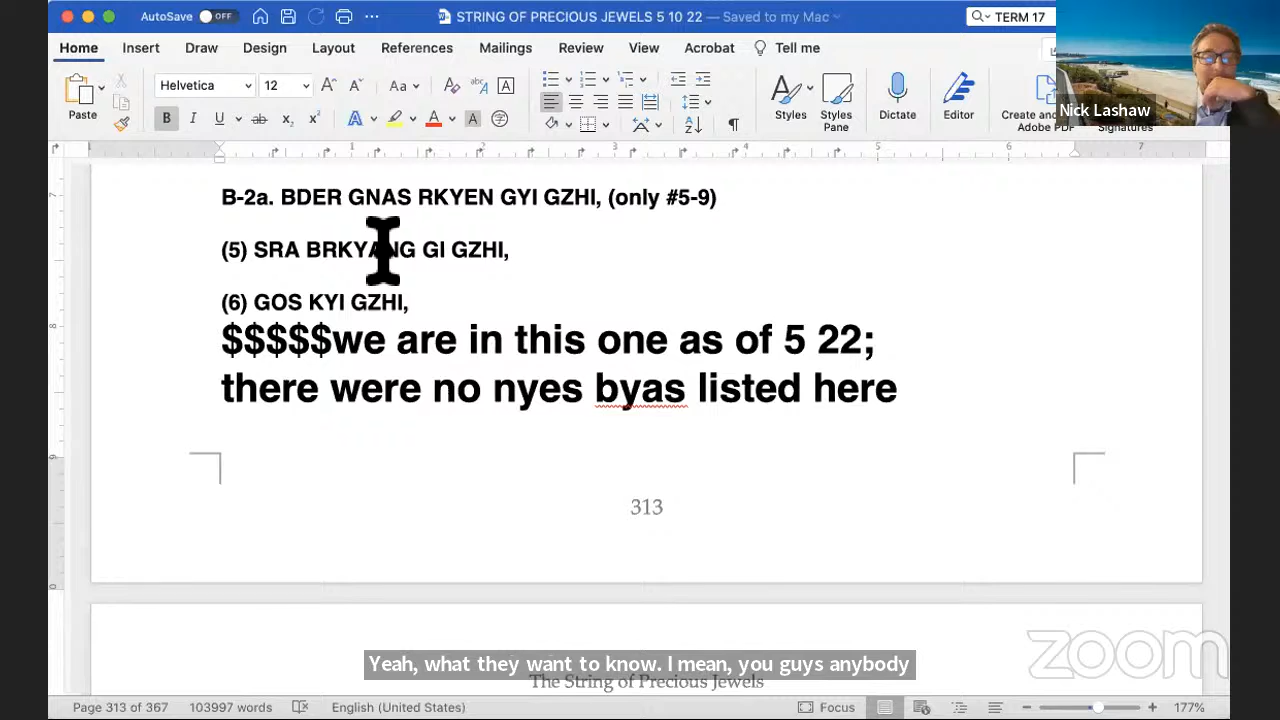 AutoSave OFF
STRING OF PRECIOUS JEWELS 5 10 22 — Saved to my Mac
TERM 17
Home Insert Draw Design Layout References Mailings Review View Acrobat Tell me
Paste
Helvetica 12
Styles
Styles Pane
Dictate
Editor
Adobe PDF
Signatures
Nick Lashaw
B-2a. BDER GNAS RKYEN GYI GZHI, (only #5-9)
(5) SRA BRKYANG GI GZHI,
(6) GOS KYI GZHI,
$$$$$we are in this one as of 5 22;
there were no nyes byas listed here
313
zoom
Yeah, what they want to know. I mean, you guys anybody
The String of Precious Jewels
Page 313 of 367 103997 words English (United States) Focus 177%